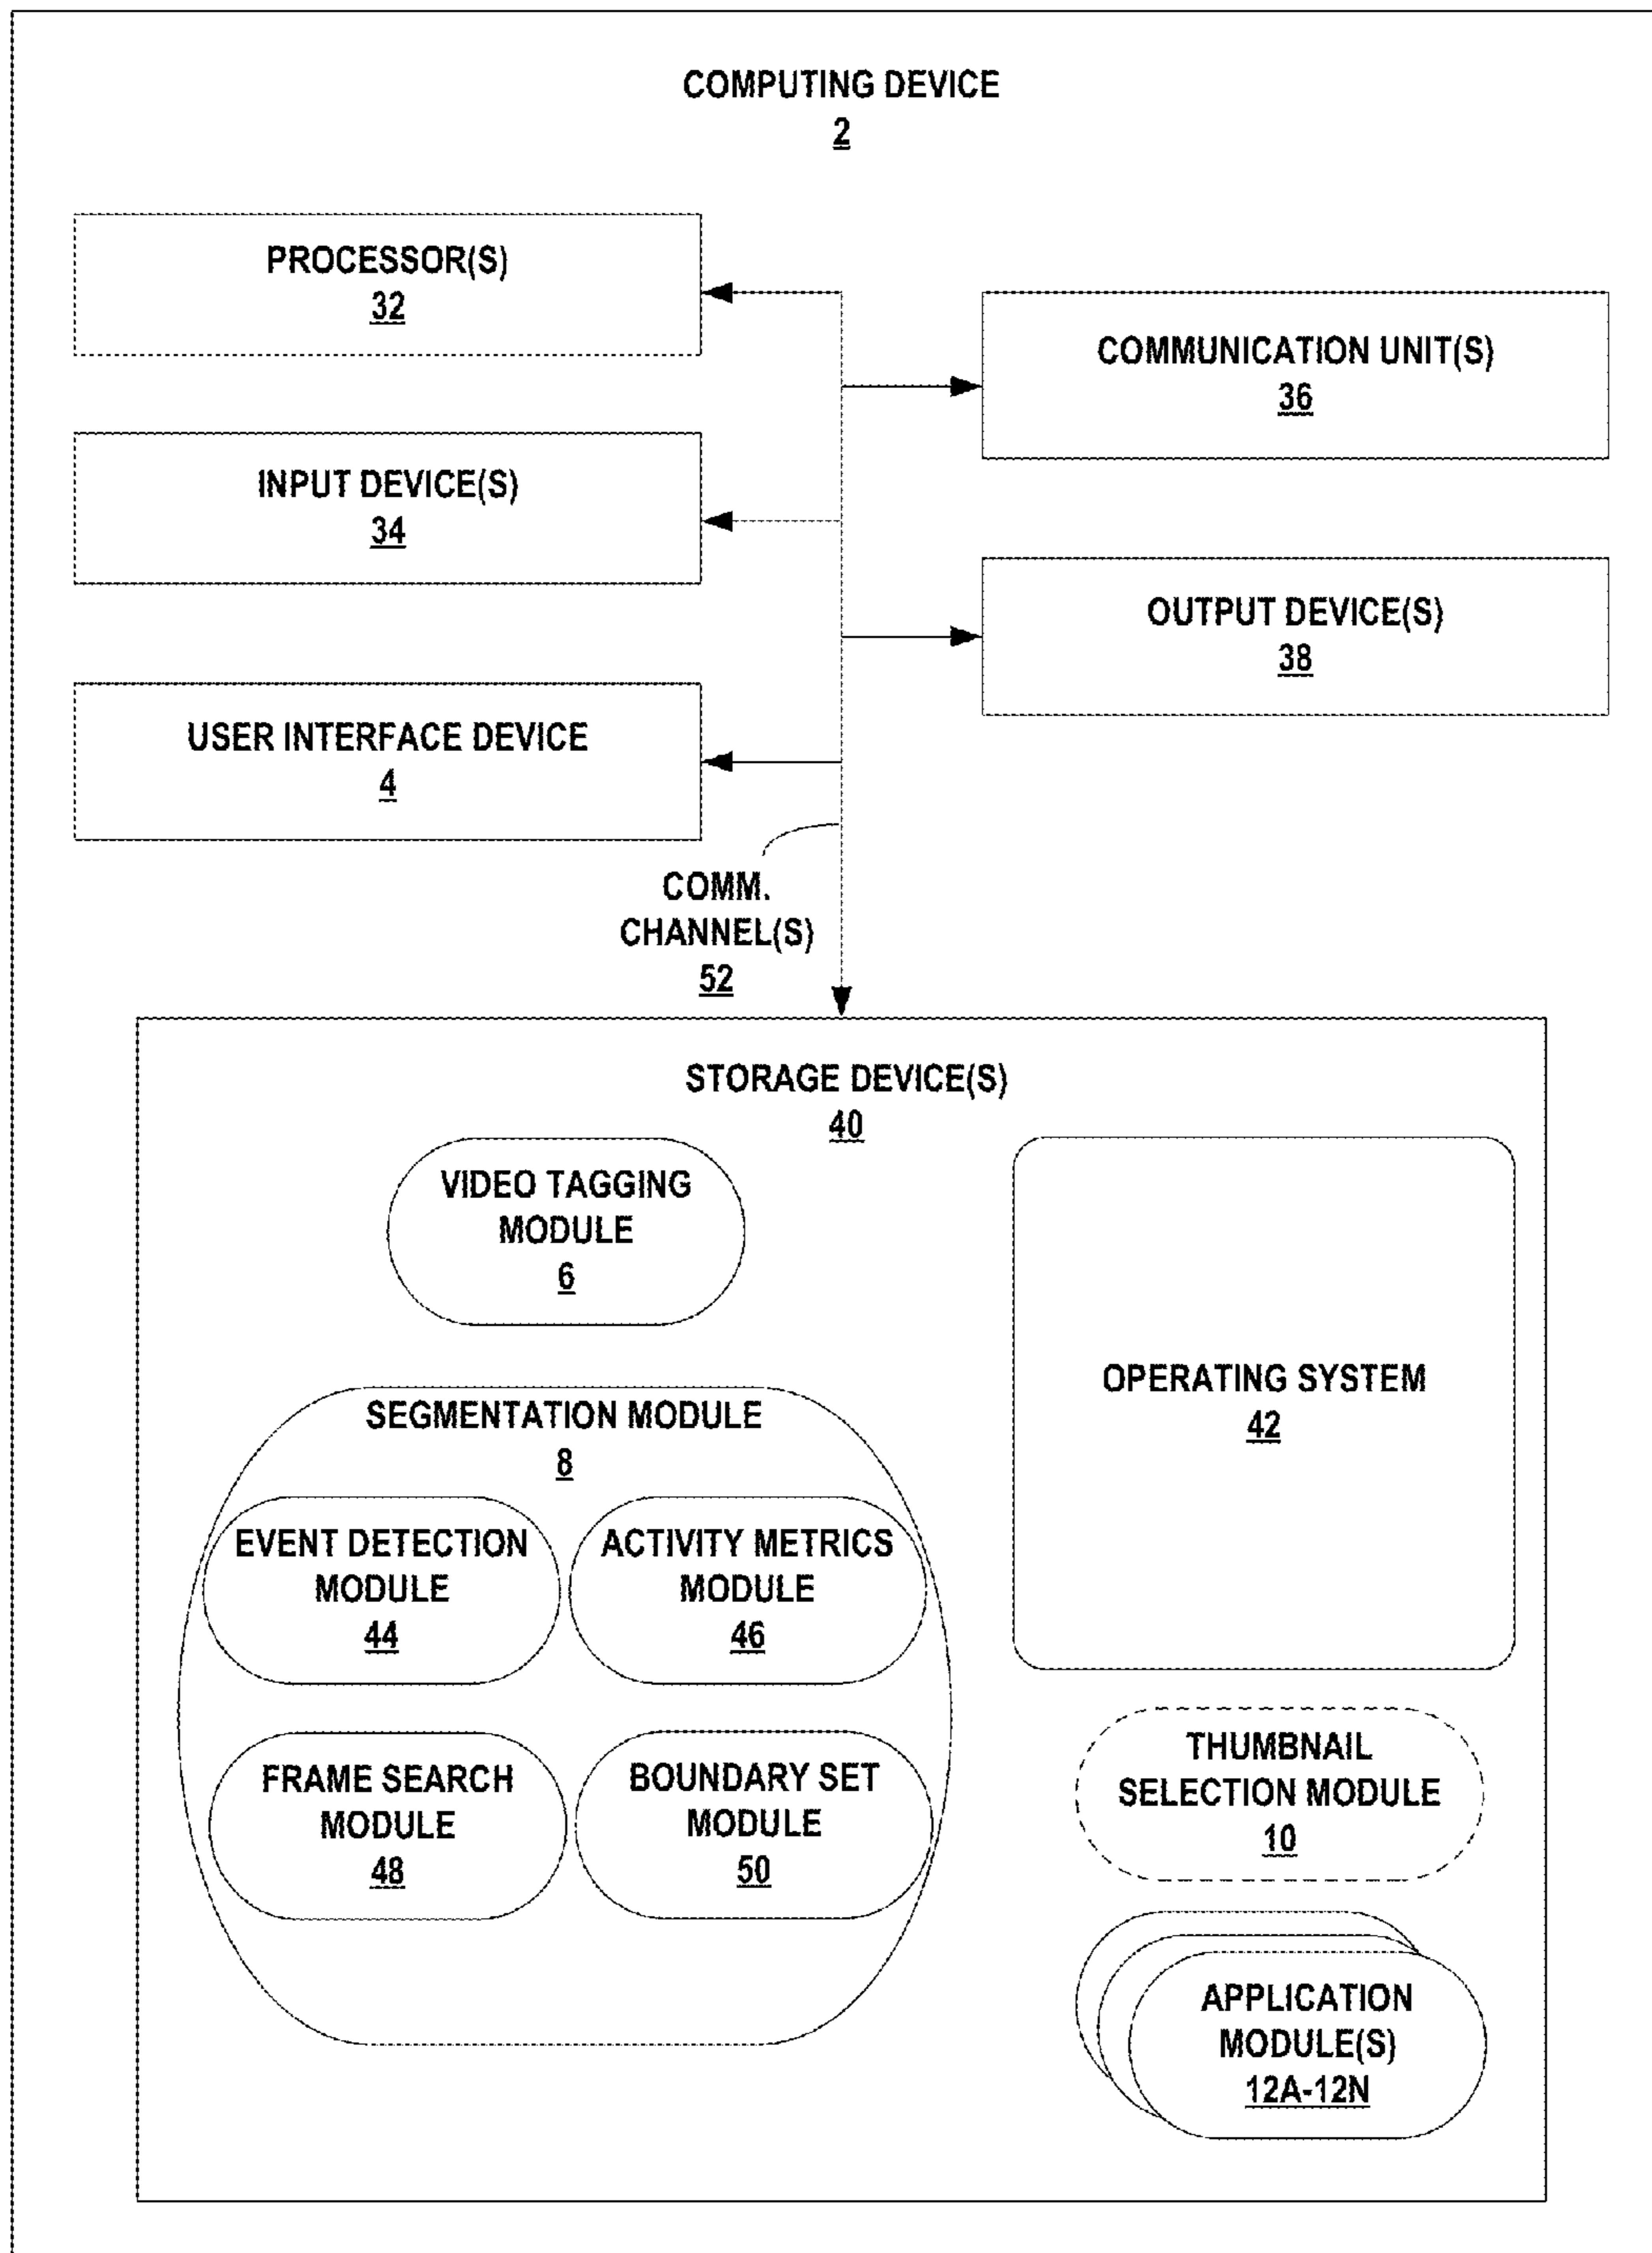 COMPUTING DEVICE
2
PROCESSOR(S)
32
COMMUNICATION UNIT(S)
36
INPUT DEVICE(S)
34
OUTPUT DEVICE(S)
38
USER INTERFACE DEVICE
4
COMM.
CHANNEL(S)
52
STORAGE DEVICE(S)
40
VIDEO TAGGING
MODULE
6
OPERATING SYSTEM
42
SEGMENTATION MODULE
8
EVENT DETECTION
MODULE
44
ACTIVITY METRICS
MODULE
46
FRAME SEARCH
MODULE
48
BOUNDARY SET
MODULE
50
THUMBNAIL
SELECTION MODULE
10
APPLICATION
MODULE(S)
12A-12N